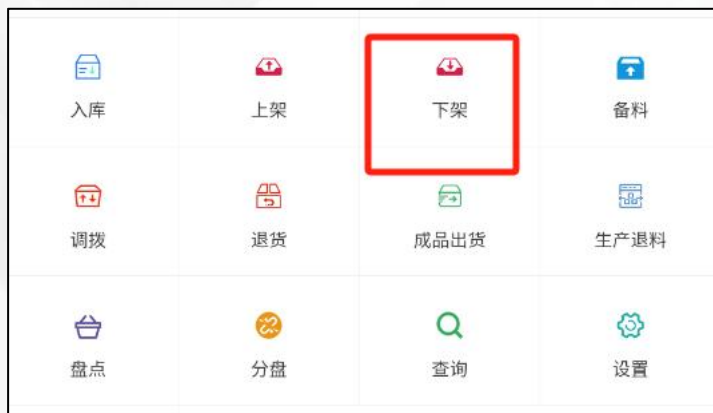 入库 上架 下架 备料
调拨 退货 成品出货 生产退料
盘点 分盘 查询 设置